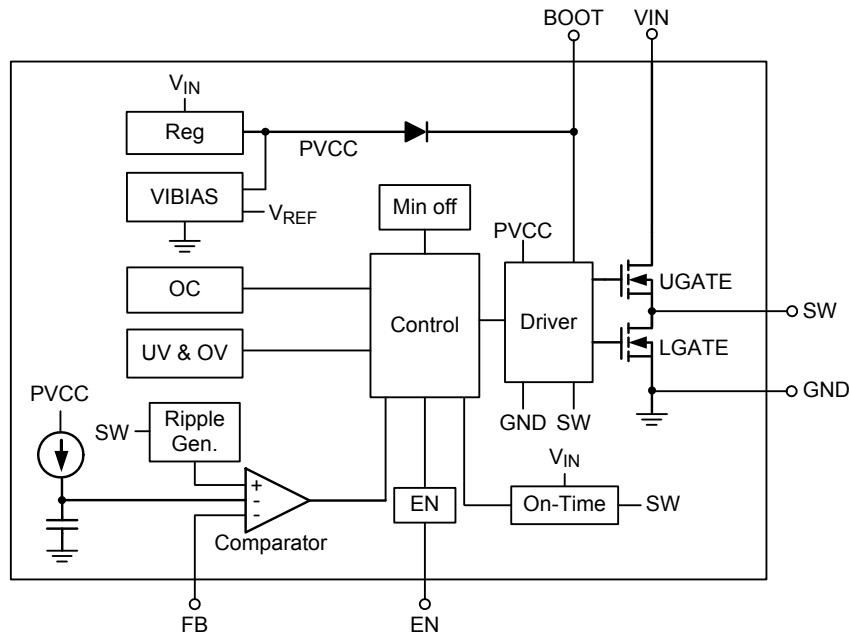 BOOT VIN
VIN
Reg
PVCC
VIBIAS
VREF
Min off
PVCC
OC
UV & OV
Control
Driver
UGATE
SW
LGATE
GND
PVCC
SW
Ripple
Gen.
GND SW
VIN
+
-
-
EN
On-Time
SW
Comparator
FB
EN